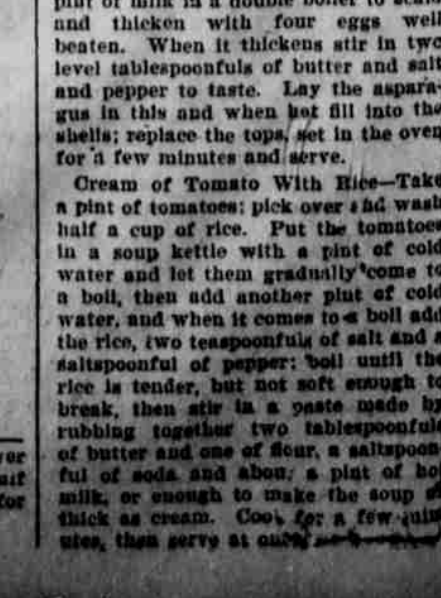 pint of milk in a double boiler to scald
and thicken with four eggs well
beaten. When it thickens stir in two
level tablespoonfuls of butter and salt
and pepper to taste. Lay the aspara-
gus in this and when hot fill into the
shells; replace the tops, set in the oven
for a few minutes and serve.
Cream of Tomato With Rice—Take
a pint of tomatoes; pick over and wash
half a cup of rice. Put the tomatoes
in a soup kettle with a pint of cold
water and let them gradually come to
a boil, then add another pint of cold
water, and when it comes to a boil add
the rice, two teaspoonfuls of salt and a
saltspoonful of pepper; boil until the
rice is tender, but not soft enough to
break, then stir in a paste made by
rubbing together two tablespoonfuls
of butter and one of flour, a saltspoon-
ful of soda and about a pint of hot
milk, or enough to make the soup as
thick as cream. Cook for a few min-
utes, then serve at once.
for